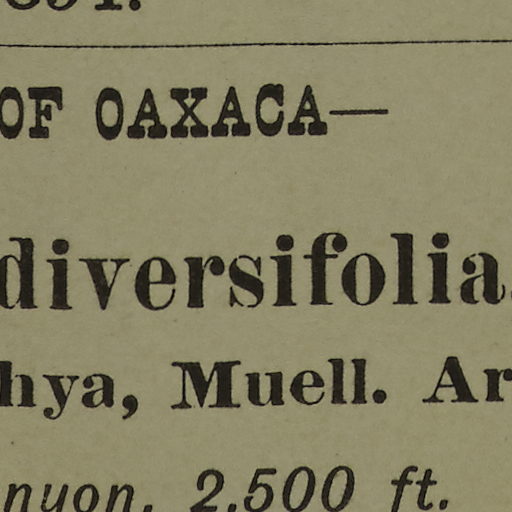 OF OAXACA—
diversifolia
hya, Muell. Ar
nyon, 2,500 ft.